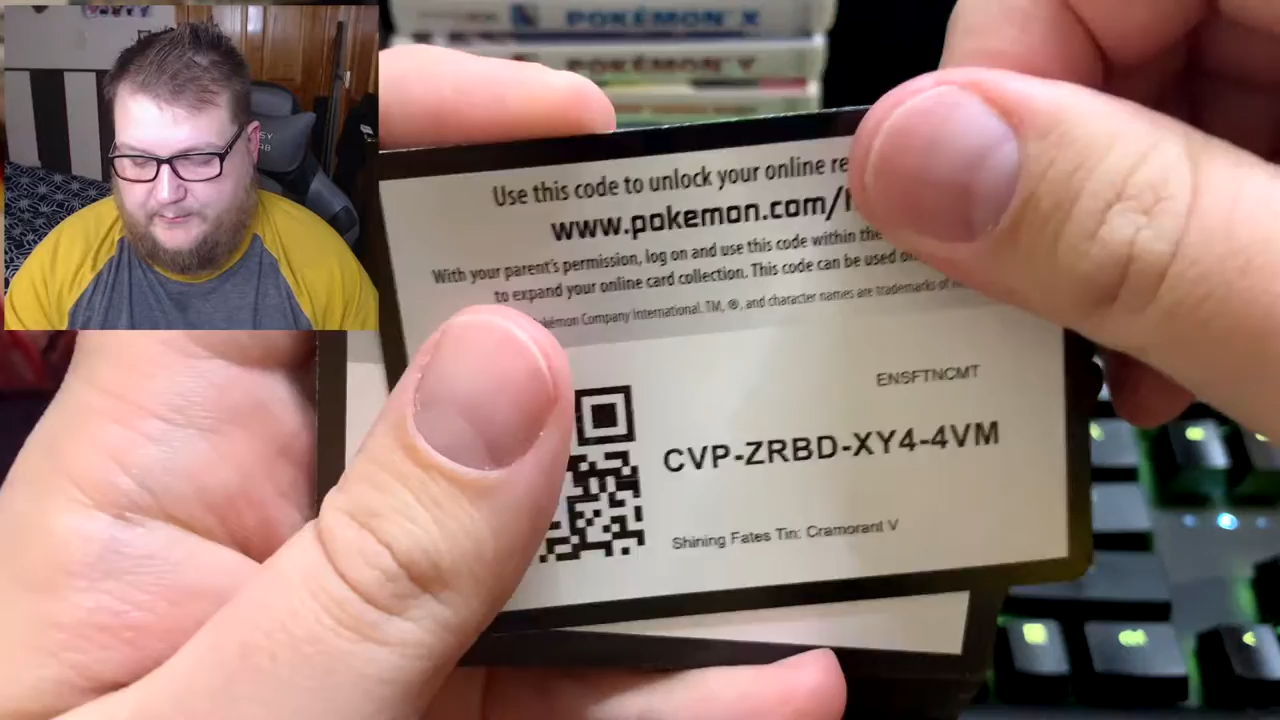 POKÉMON X
POKÉMON Y
Use this code to unlock your online
www.pokemon.com/
With your parent's permission, log on and use this code within the
to expand your online card collection. This code can be used
Company International. TM, ®, and character names are trademarks of
ENSFTNCMT
CVP-ZRBD-XY4-4VM
Shining Fates Tin: Cramorant V